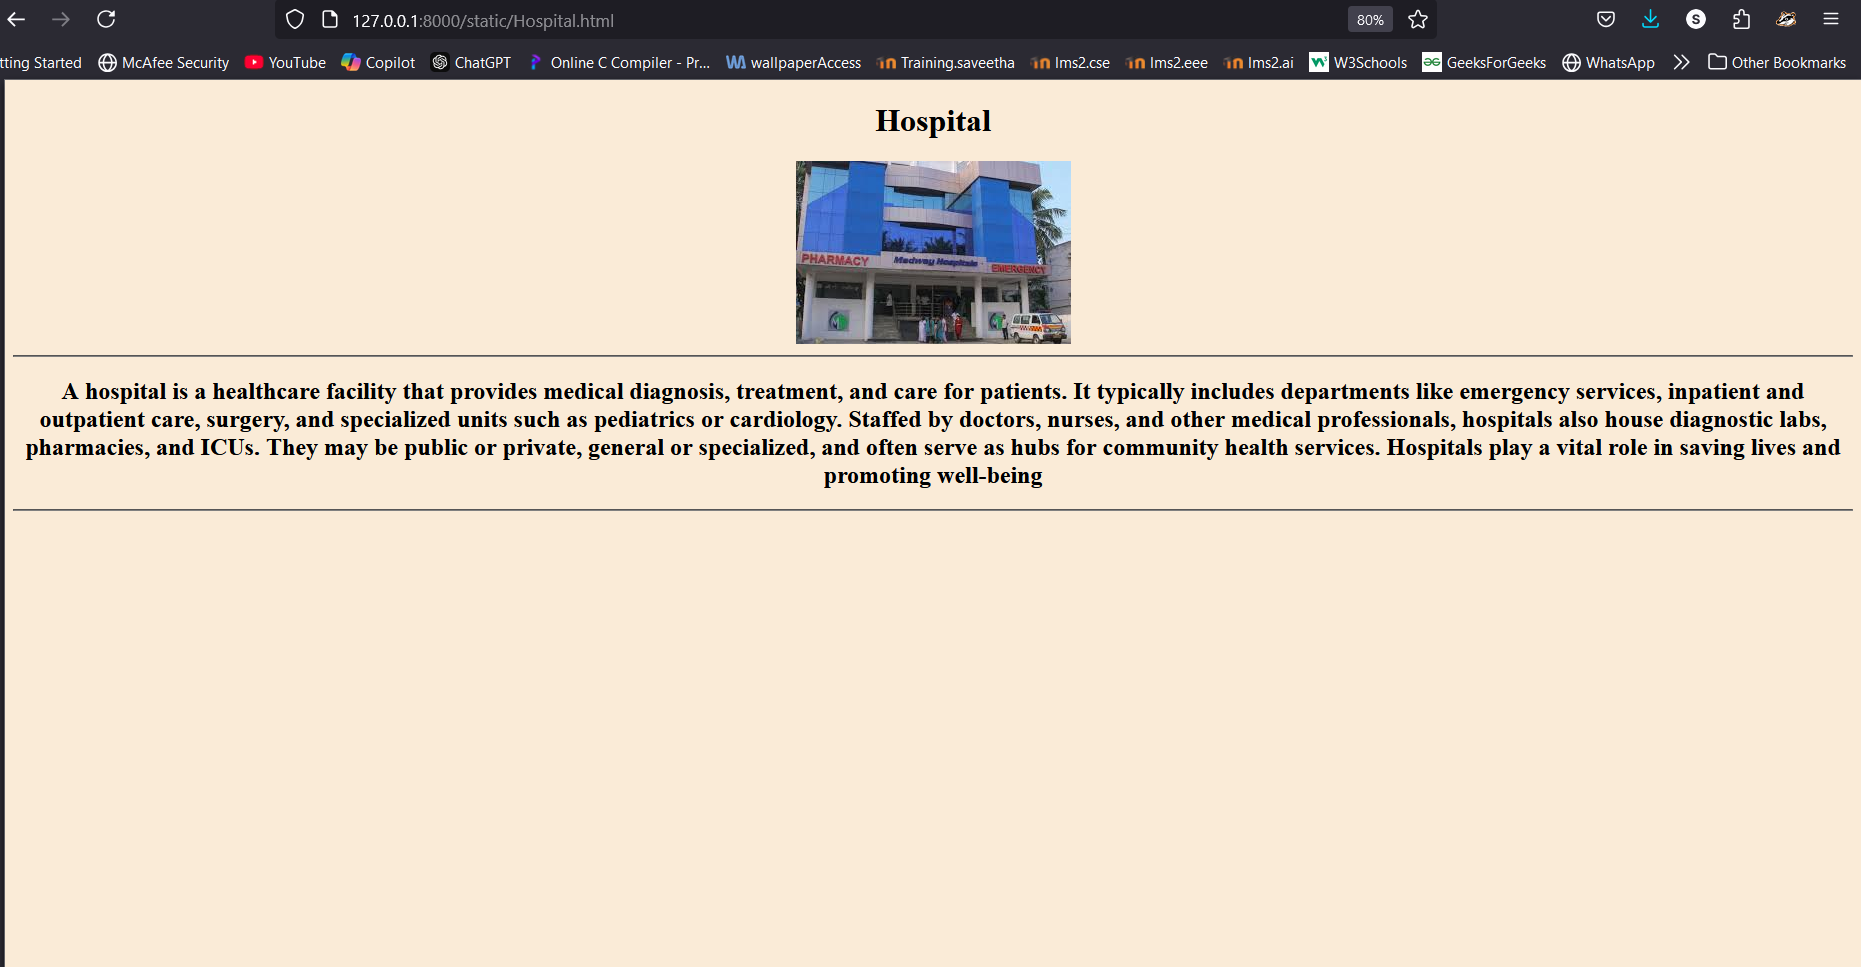 127.0.0.1:8000/static/Hospital.html
80%
S
tting Started McAfee Security YouTube Copilot ChatGPT Online C Compiler - Pr... wallpaperAccess Training.saveetha lms2.cse lms2.eee lms2.ai W3Schools GeeksForGeeks WhatsApp Other Bookmarks
Hospital
PHARMACY Medway Hospitals EMERGENCY
A hospital is a healthcare facility that provides medical diagnosis, treatment, and care for patients. It typically includes departments like emergency services, inpatient and
outpatient care, surgery, and specialized units such as pediatrics or cardiology. Staffed by doctors, nurses, and other medical professionals, hospitals also house diagnostic labs,
pharmacies, and ICUs. They may be public or private, general or specialized, and often serve as hubs for community health services. Hospitals play a vital role in saving lives and
promoting well-being